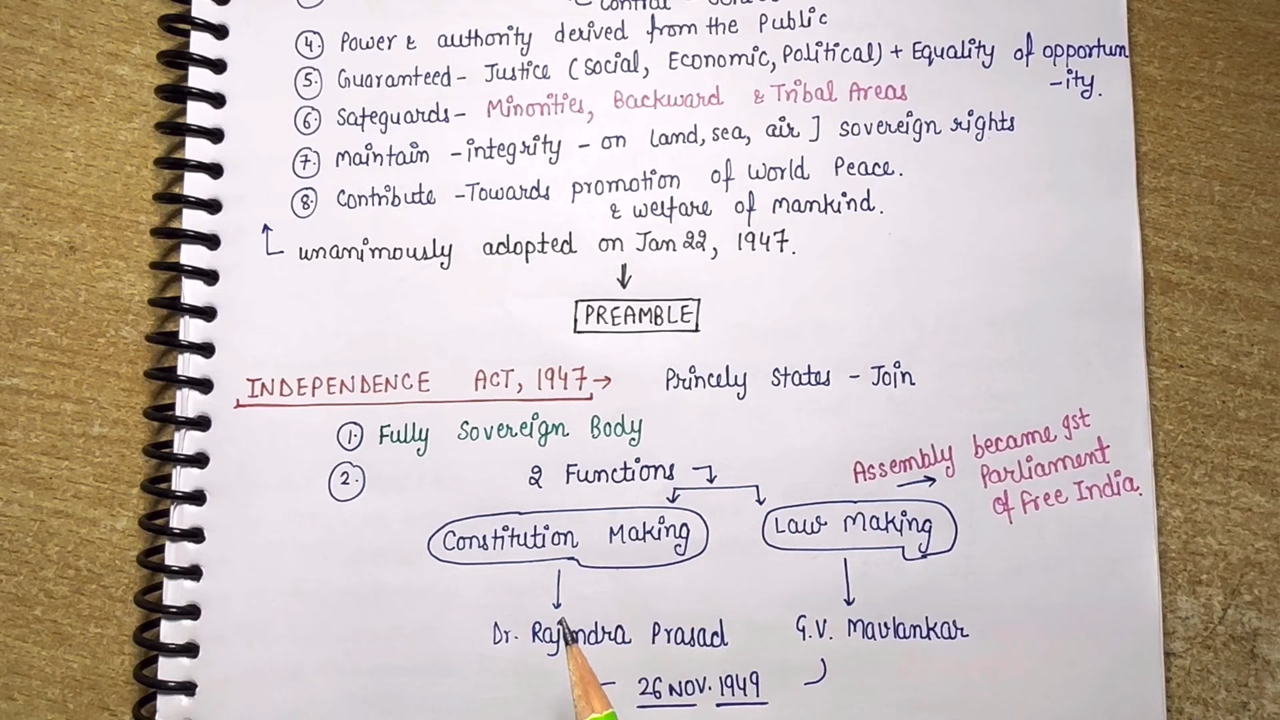 ④ Power & authority derived from the Public
⑤ Guaranteed - Justice (Social, Economic, Political) + Equality of opportun
-ity.
⑥ Safeguards - Minorities, Backward & Tribal Areas
⑦ Maintain - integrity - on land, sea, air ] sovereign rights
⑧ Contribute - Towards promotion of World Peace.
& welfare of mankind.
unanimously adopted on Jan 22, 1947.
PREAMBLE
INDEPENDENCE ACT, 1947 → Princely States - Join
① Fully Sovereign Body
② 2 Functions
Assembly became 1st
Parliament
of Free India.
Constitution Making
Law Making
Dr. Rajendra Prasad
G.V. Mavlankar
26 NOV. 1949